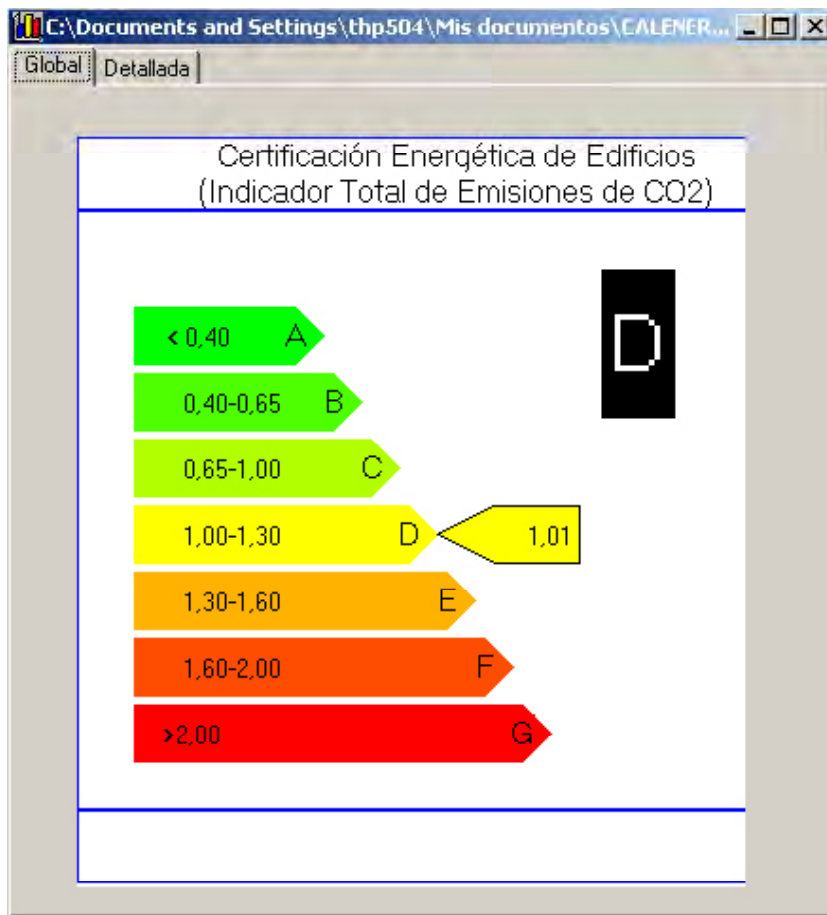 C:\Documents and Settings\thp504\Mis documentos\CALENER...
Global Detallada
Certificación Energética de Edificios
(Indicador Total de Emisiones de CO2)
D
< 0,40 A
0,40-0,65 B
0,65-1,00 C
1,00-1,30 D 1,01
1,30-1,60 E
1,60-2,00 F
>2,00 G